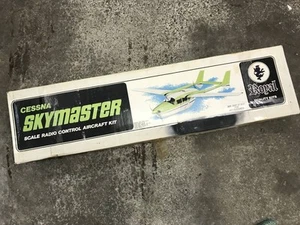 CESSNA
SKYMASTER
SCALE RADIO CONTROL AIRCRAFT KIT
Royal